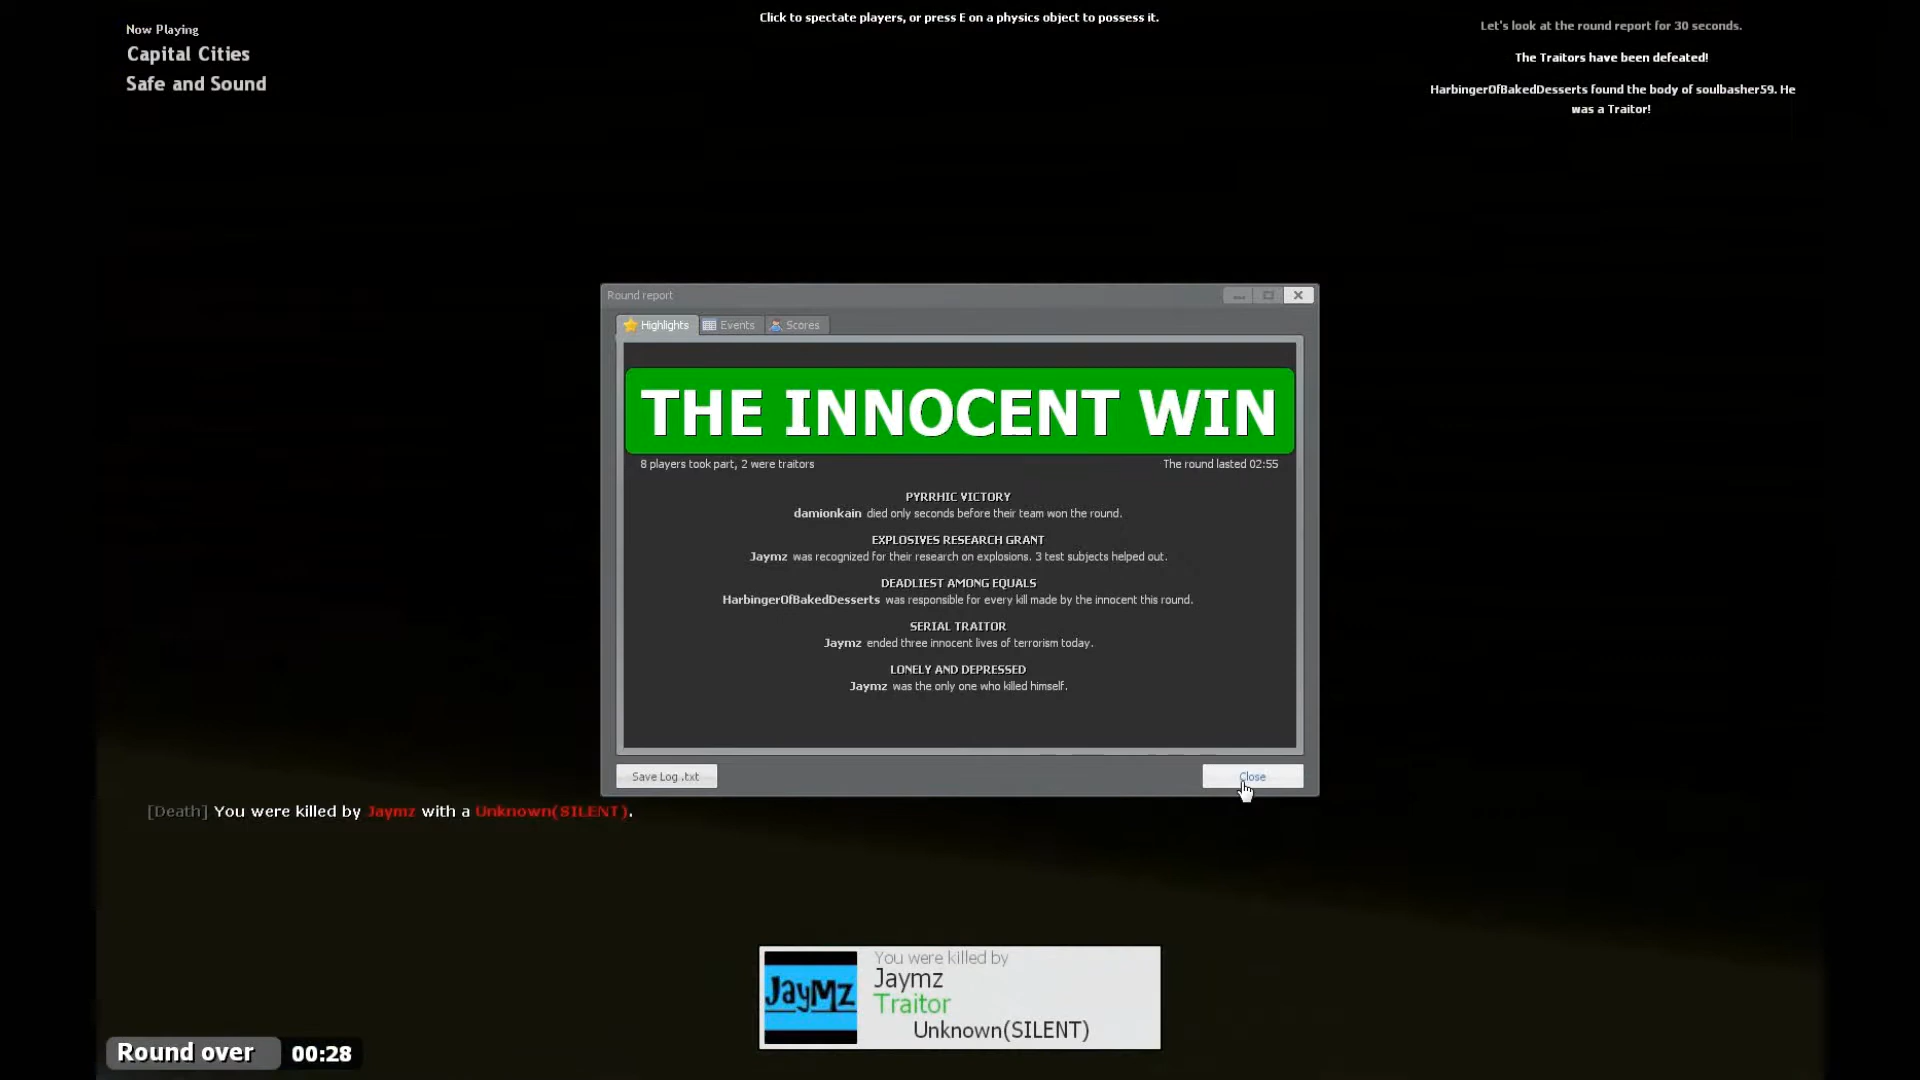 Now Playing
Capital Cities
Safe and Sound
Click to spectate players, or press E on a physics object to possess it.
Let's look at the round report for 30 seconds.
The Traitors have been defeated!
HarbingerOfBakedDesserts found the body of soulbasher59. He
was a Traitor!
Round report
Highlights Events Scores
THE INNOCENT WIN
8 players took part, 2 were traitors The round lasted 02:55
PYRRHIC VICTORY
damionkain died only seconds before their team won the round.
EXPLOSIVES RESEARCH GRANT
Jaymz was recognized for their research on explosions. 3 test subjects helped out.
DEADLIEST AMONG EQUALS
HarbingerOfBakedDesserts was responsible for every kill made by the innocent this round.
SERIAL TRAITOR
Jaymz ended three innocent lives of terrorism today.
LONELY AND DEPRESSED
Jaymz was the only one who killed himself.
Save Log .txt Close
[Death] You were killed by Jaymz with a Unknown(SILENT).
JayMz
You were killed by
Jaymz
Traitor
Unknown(SILENT)
Round over 00:28